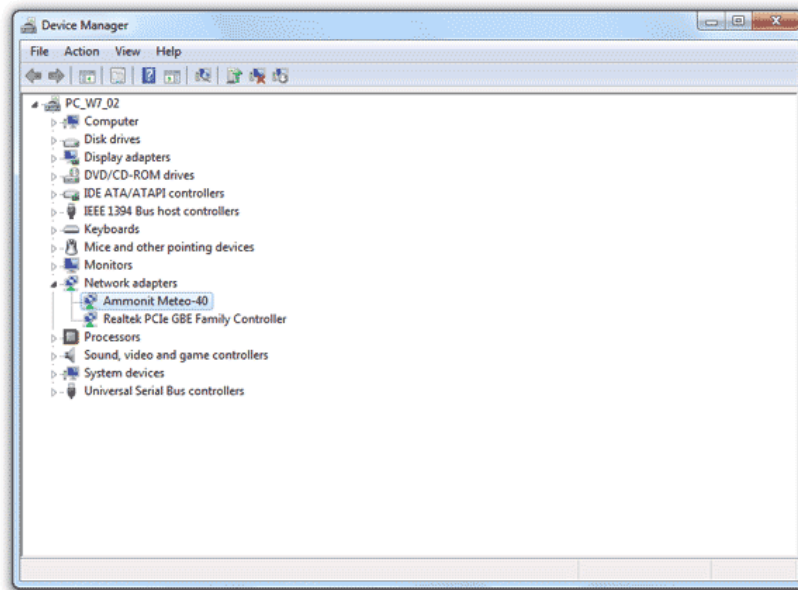 Device Manager
File Action View Help
PC_W7_02
Computer
Disk drives
Display adapters
DVD/CD-ROM drives
IDE ATA/ATAPI controllers
IEEE 1394 Bus host controllers
Keyboards
Mice and other pointing devices
Monitors
Network adapters
Ammonit Meteo-40
Realtek PCIe GBE Family Controller
Processors
Sound, video and game controllers
System devices
Universal Serial Bus controllers